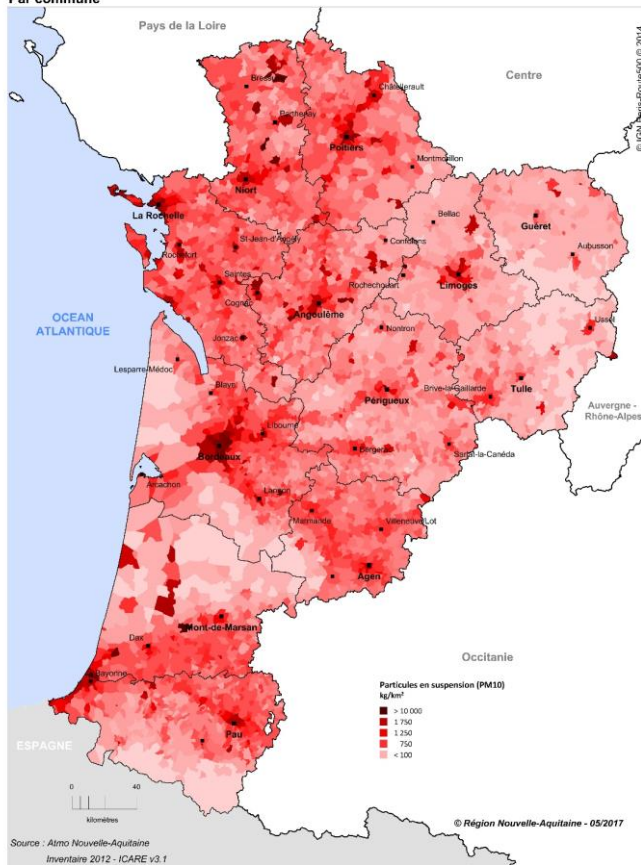 Par commune
Pays de la Loire
Centre
© IGN Paris-Route500 © 2014
Bressuire
Châtellerault
Parthenay
Poitiers
Montmorillon
Niort
La Rochelle
Bellac
Guéret
St-Jean-d'Angély
Confolens
Aubusson
Rochefort
Rochechouart
Limoges
Saintes
Cognac
Angoulême
OCEAN
ATLANTIQUE
Jonzac
Nontron
Ussel
Lesparre-Médoc
Blaye
Périgueux
Brive-la-Gaillarde
Tulle
Auvergne -
Rhône-Alpes
Libourne
Bordeaux
Bergerac
Sarlat-la-Canéda
Arcachon
Langon
Marmande
Villeneuve/Lot
Agen
Mont-de-Marsan
Dax
Occitanie
Bayonne
Particules en suspension (PM10)
kg/km²
> 10 000
1 750
1 250
750
< 100
Pau
ESPAGNE
0 40
kilomètres
© Région Nouvelle-Aquitaine - 05/2017
Source : Atmo Nouvelle-Aquitaine
Inventaire 2012 - ICARE v3.1